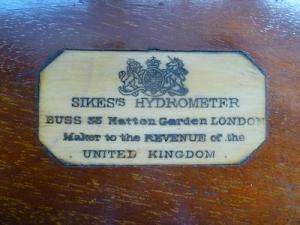 SIKES'S HYDROMETER
BUSS 33 Hatton Garden LONDON
Maker to the REVENUE of the
UNITED KINGDOM.